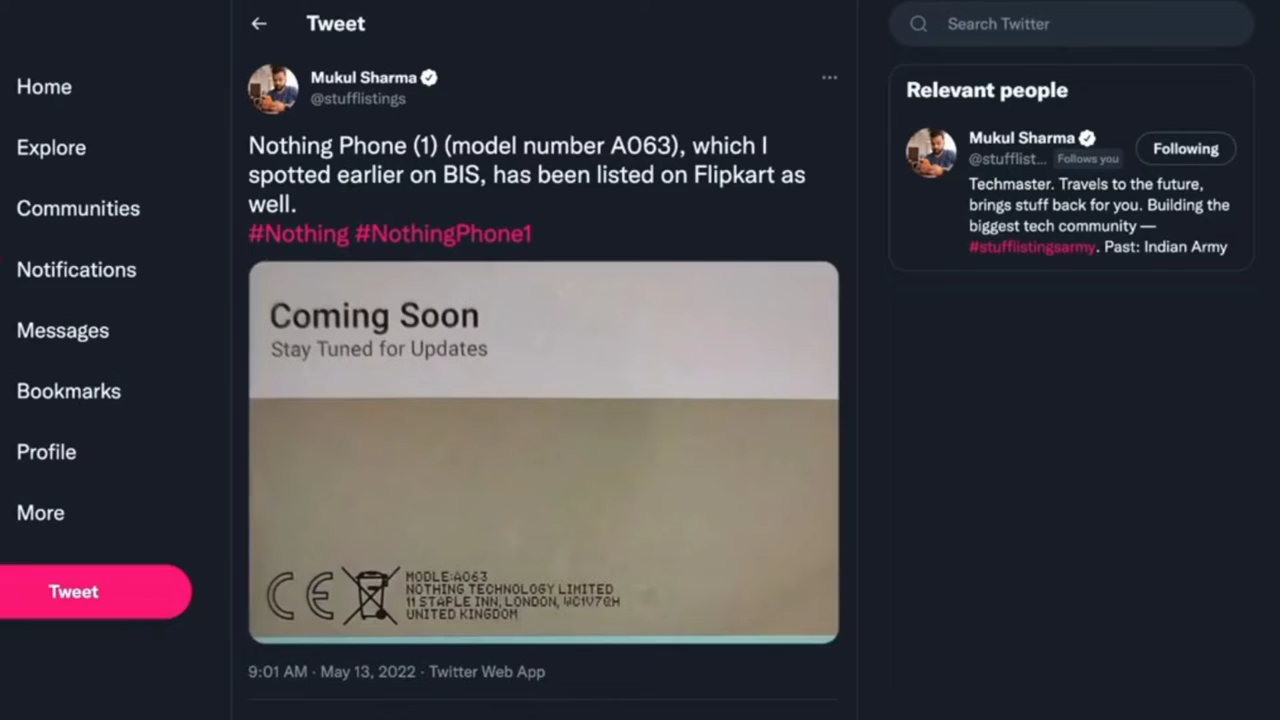 Home
Explore
Communities
Notifications
Messages
Bookmarks
Profile
More
Tweet
Tweet
Mukul Sharma
@stufflistings
Nothing Phone (1) (model number A063), which I
spotted earlier on BIS, has been listed on Flipkart as
well.
#Nothing #NothingPhone1
Coming Soon
Stay Tuned for Updates
CE
MODLE:A063
NOTHING TECHNOLOGY LIMITED
11 STAPLE INN, LONDON, WC1V7QH
UNITED KINGDOM
9:01 AM · May 13, 2022 · Twitter Web App
Search Twitter
Relevant people
Mukul Sharma
@stufflist... Follows you
Following
Techmaster. Travels to the future,
brings stuff back for you. Building the
biggest tech community —
#stufflistingsarmy. Past: Indian Army